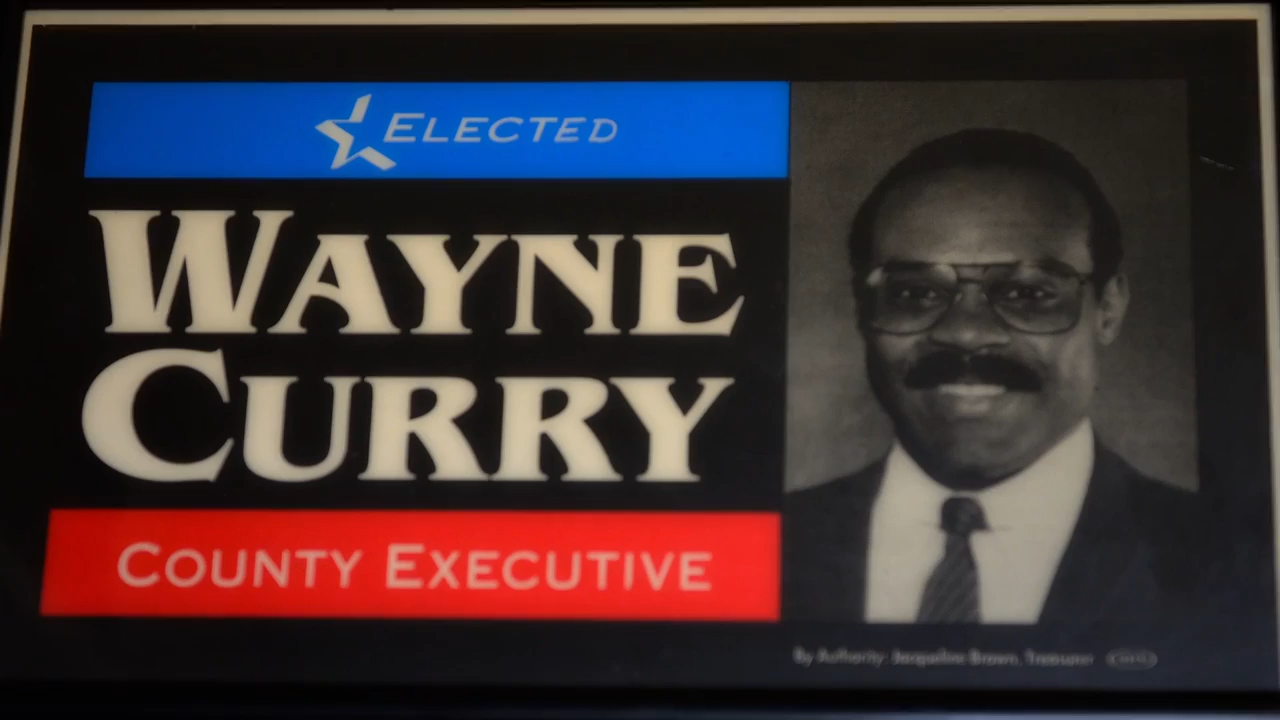 ELECTED
WAYNE
CURRY
COUNTY EXECUTIVE
By Authority: Jacqueline Brown, Treasurer